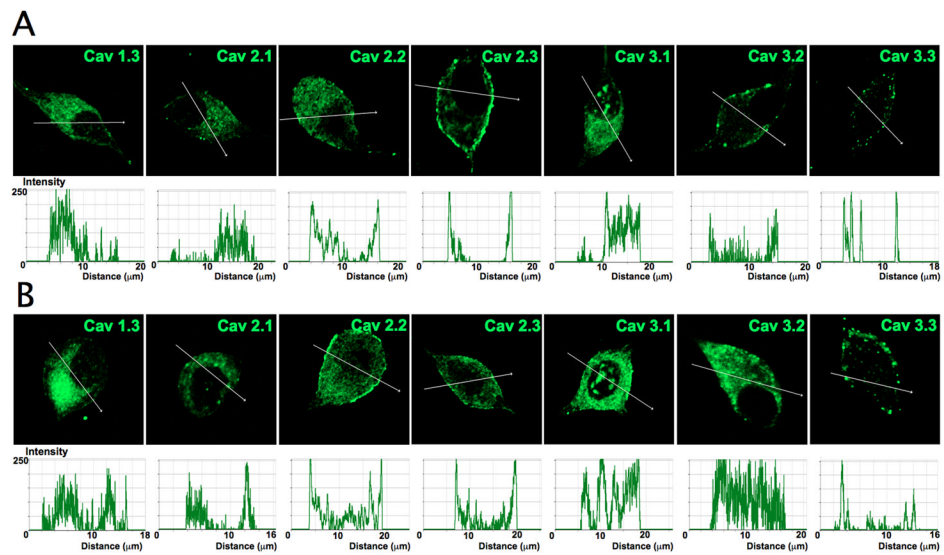 A
Cav 1.3 Cav 2.1 Cav 2.2 Cav 2.3 Cav 3.1 Cav 3.2 Cav 3.3
Intensity
250
0 10 20 0 10 20 0 10 20 0 10 20 0 10 20 0 10 20 0 10 18
Distance (μm) Distance (μm) Distance (μm) Distance (μm) Distance (μm) Distance (μm) Distance (μm)
B
Cav 1.3 Cav 2.1 Cav 2.2 Cav 2.3 Cav 3.1 Cav 3.2 Cav 3.3
Intensity
250
0 10 18 0 10 16 0 10 20 0 10 20 0 10 20 0 10 20 0 10 16
Distance (μm) Distance (μm) Distance (μm) Distance (μm) Distance (μm) Distance (μm) Distance (μm)